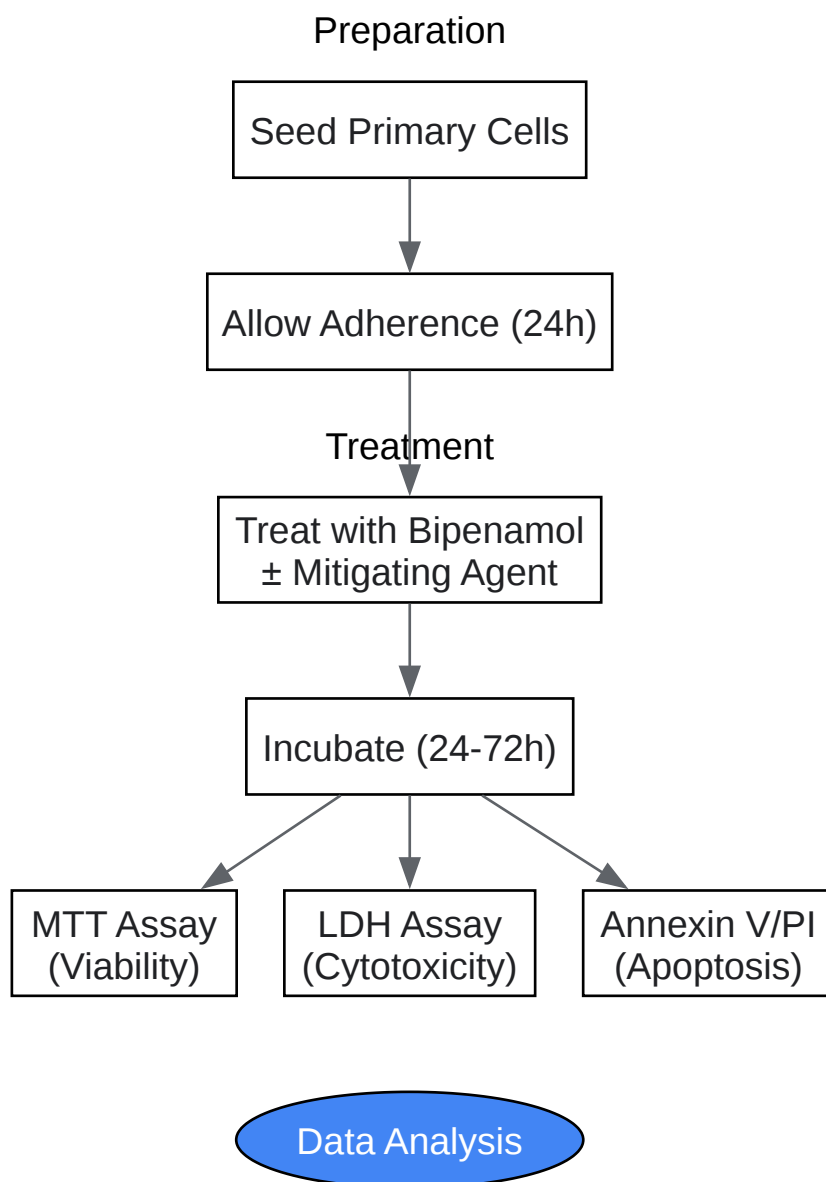 Preparation
Seed Primary Cells
Allow Adherence (24h)
Treatment
Treat with Bipenamol
± Mitigating Agent
Incubate (24-72h)
MTT Assay
(Viability)
LDH Assay
(Cytotoxicity)
Annexin V/PI
(Apoptosis)
Data Analysis